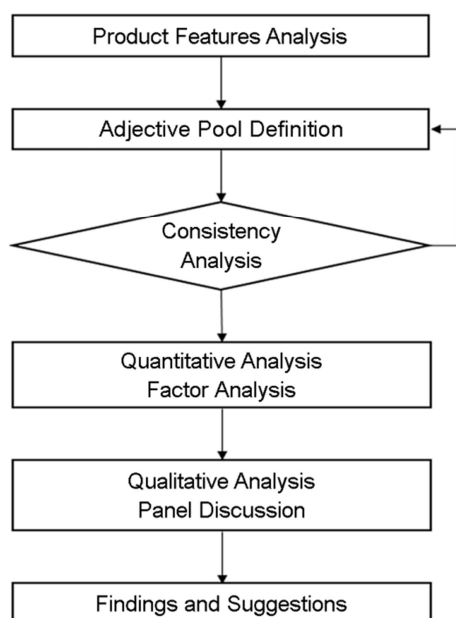 Product Features Analysis
Adjective Pool Definition
Consistency
Analysis
Quantitative Analysis
Factor Analysis
Qualitative Analysis
Panel Discussion
Findings and Suggestions